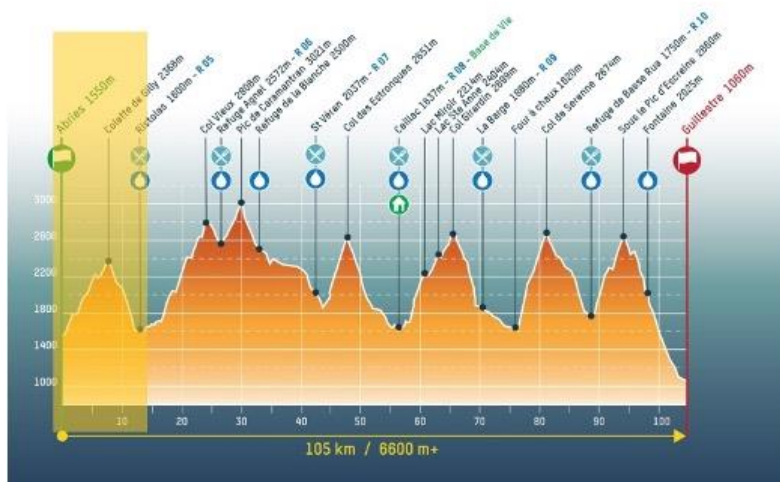 Abriès 1550m
Colette de Gilly 2366m
Ristolas 1600m - R 05
Col Vieux 2806m
Refuge Agnel 2572m - R 06
Pic de Caramantran 3021m
Refuge de la Blanche 2500m
St Véran 2037m - R 07
Col des Estronques 2651m
Ceillac 1637m - R 08 - Base de Vie
Lac Miroir 2214m
Lac Ste Anne 2404m
Col Girardin 2699m
La Barge 1880m - R 09
Four à chaux 1620m
Col de Serenne 2674m
Refuge de Basse Rua 1750m - R 10
Sous le Pic d'Escreins
Fontaine 2025m
Guillestre 1060m
3000
2600
2200
1800
1400
1000
10 20 30 40 50 60 70 80 90 100
105 km / 6600 m+